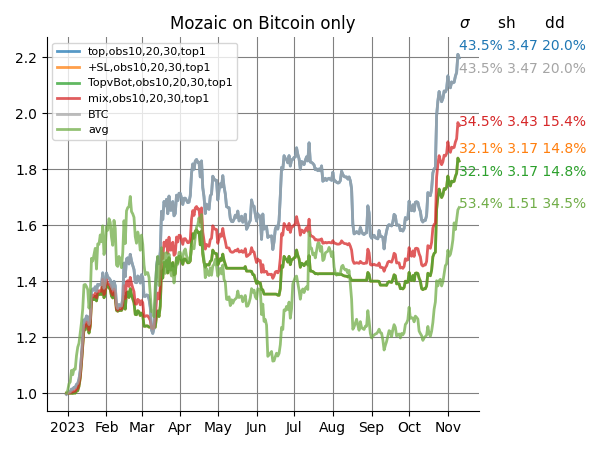 Mozaic on Bitcoin only
σ sh dd
top,obs10,20,30,top1
+SL,obs10,20,30,top1
TopvBot,obs10,20,30,top1
mix,obs10,20,30,top1
BTC
avg
43.5% 3.47 20.0%
43.5% 3.47 20.0%
34.5% 3.43 15.4%
32.1% 3.17 14.8%
32.1% 3.17 14.8%
53.4% 1.51 34.5%
2.2
2.0
1.8
1.6
1.4
1.2
1.0
2023 Feb Mar Apr May Jun Jul Aug Sep Oct Nov